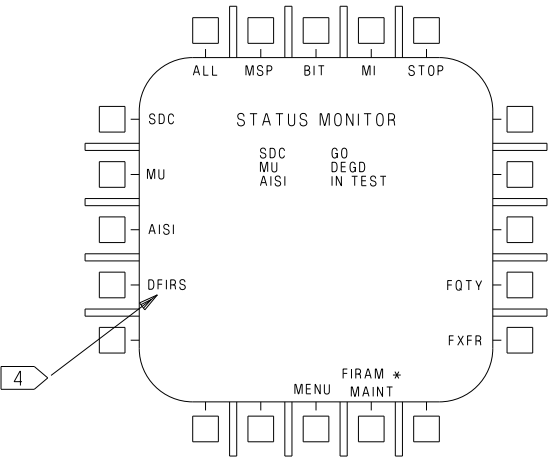 ALL MSP BIT MI STOP
SDC STATUS MONITOR
SDC GO
MU DEGD
MU
AISI IN TEST
AISI
DFIRS FQTY
FXFR
4
FIRAM *
MENU MAINT